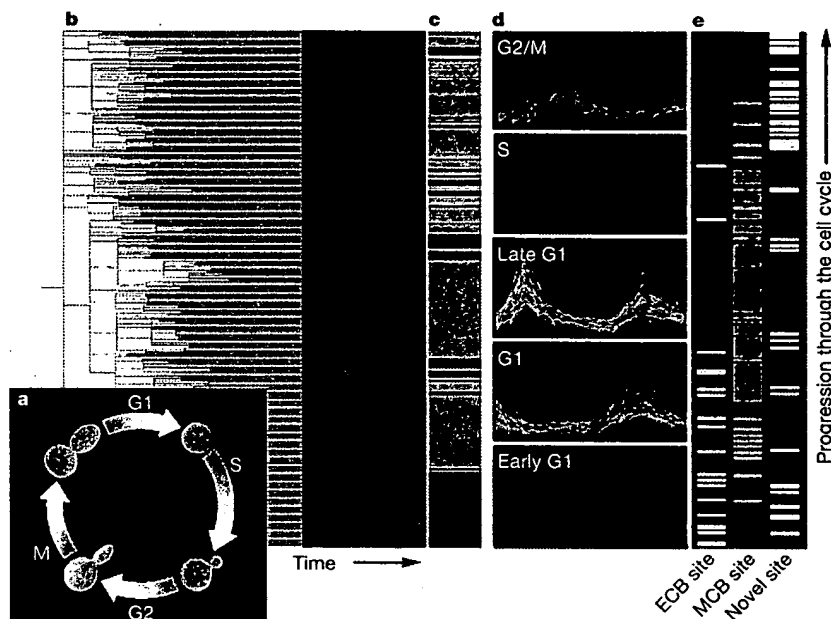 b
c
d
e
G2/M
S
Late G1
G1
Early G1
a
G1
S
G2
M
Time
ECB site
MCB site
Novel site
Progression through the cell cycle